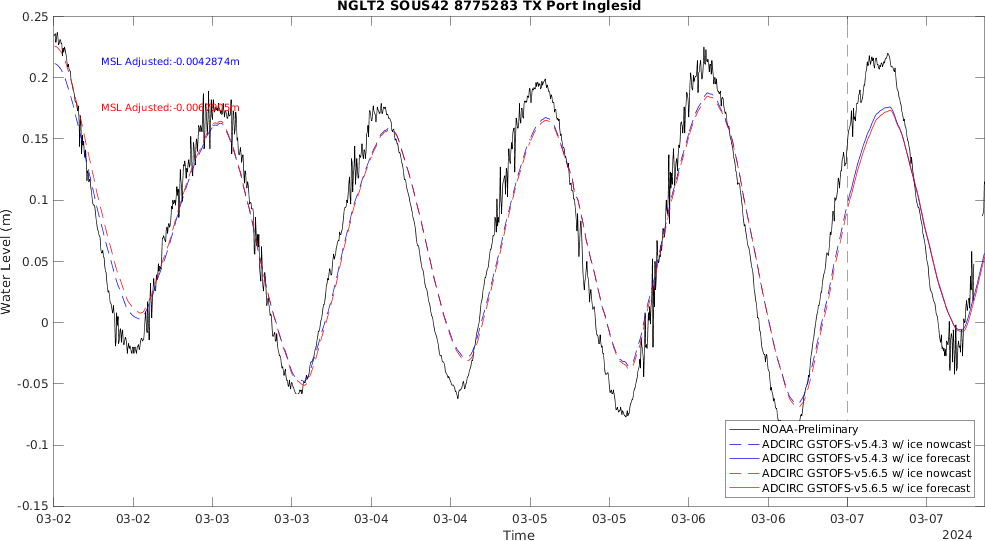 NGLT2 SOUS42 8775283 TX Port Inglesid
MSL Adjusted:-0.0042874m
MSL Adjusted:
0.25
0.2
0.15
0.1
0.05
0
-0.05
-0.1
-0.15
Water Level (m)
NOAA-Preliminary
ADCIRC GSTOFS-v5.4.3 w/ ice nowcast
ADCIRC GSTOFS-v5.4.3 w/ ice forecast
ADCIRC GSTOFS-v5.6.5 w/ ice nowcast
ADCIRC GSTOFS-v5.6.5 w/ ice forecast
03-02 03-02 03-03 03-03 03-04 03-04 03-05 03-05 03-06 03-06 03-07 03-07
Time
2024